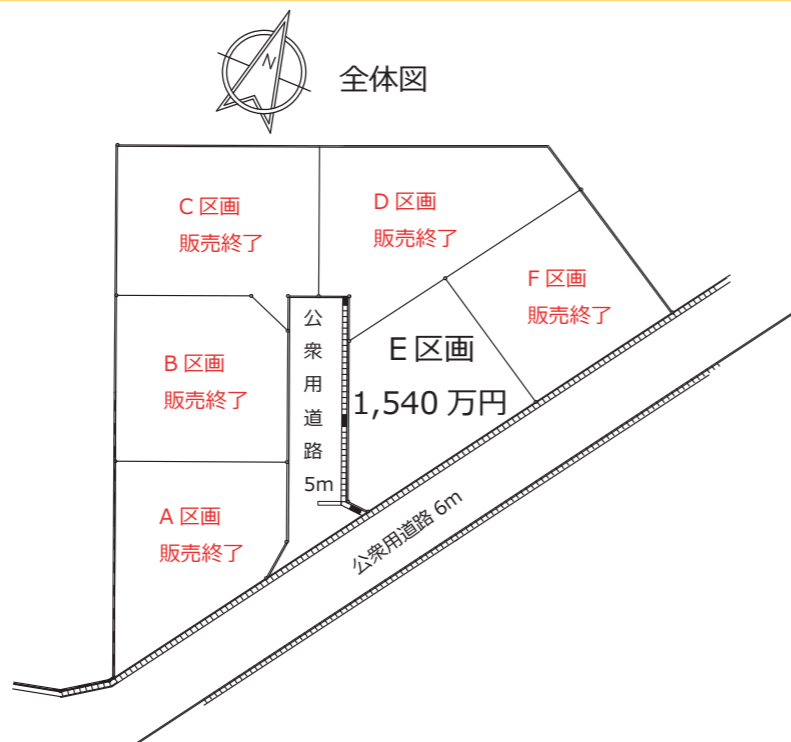 N
全体図
C 区画
販売終了
D 区画
販売終了
F 区画
販売終了
B 区画
販売終了
公衆用道路
5m
E 区画
1,540 万円
A 区画
販売終了
公衆用道路 6m